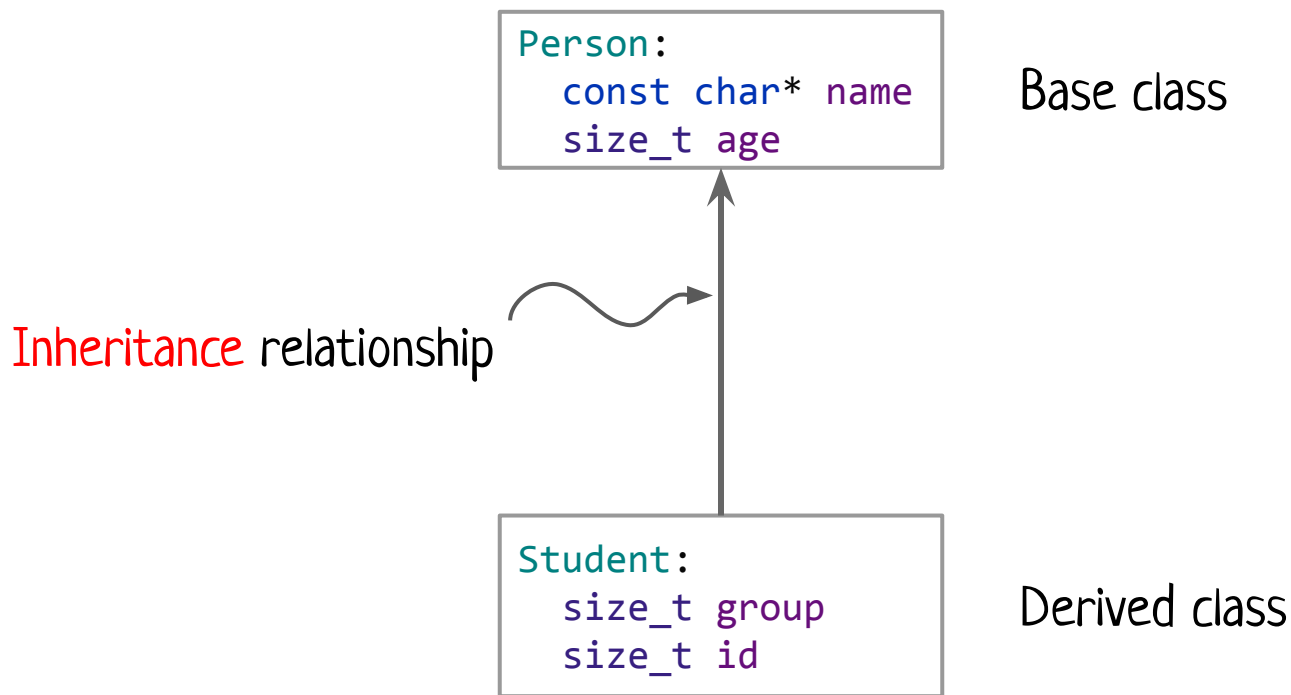 Person:
const char* name
size_t age
Base class
Inheritance relationship
Student:
size_t group
size_t id
Derived class